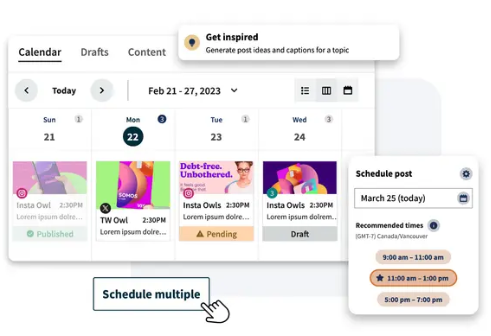 Get inspired
Generate post ideas and captions for a topic
Calendar
Drafts
Content
Today
Feb 21 - 27, 2023
Sun
1
21
Mon
3
22
Tue
1
23
Wed
3
24
Debt-free.
Unbothered.
Insta Owl 2:30PM
Lorem ipsum dolre...
Published
TW Owl 2:30PM
Lorem ipsum dolre...
Insta Owls 2:30PM
Lorem ipsum dolrem...
Pending
3
Insta Owls 2:30PM
Lorem ipsum dolrem...
Draft
Schedule post
March 25 (today)
Recommended times
(GMT-7) Canada/Vancouver
9:00 am – 11:00 am
11:00 am – 1:00 pm
5:00 pm – 7:00 pm
Schedule multiple